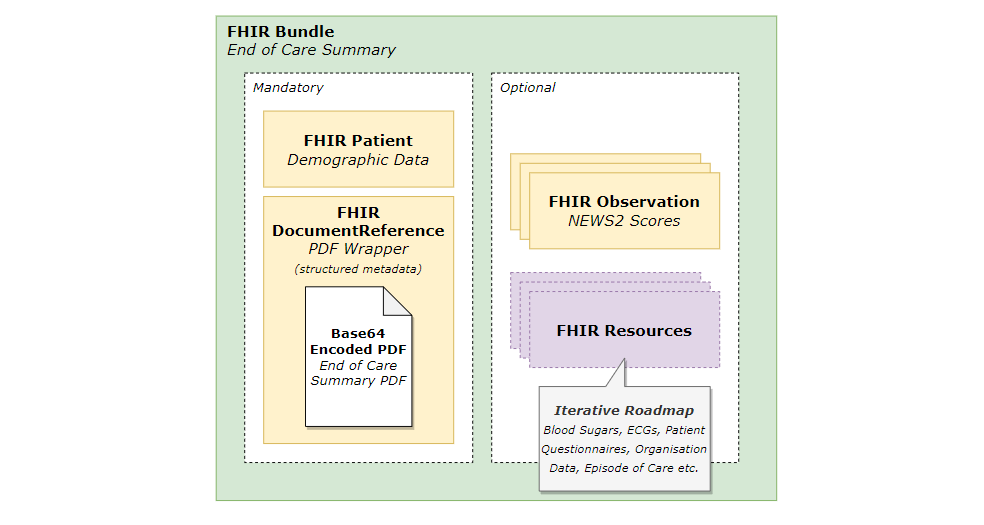 FHIR Bundle
End of Care Summary
Mandatory
FHIR Patient
Demographic Data
FHIR
DocumentReference
PDF Wrapper
(structured metadata)
Base64
Encoded PDF
End of Care
Summary PDF
Optional
FHIR Observation
NEWS2 Scores
FHIR Resources
Iterative Roadmap
Blood Sugars, ECGs, Patient
Questionnaires, Organisation
Data, Episode of Care etc.